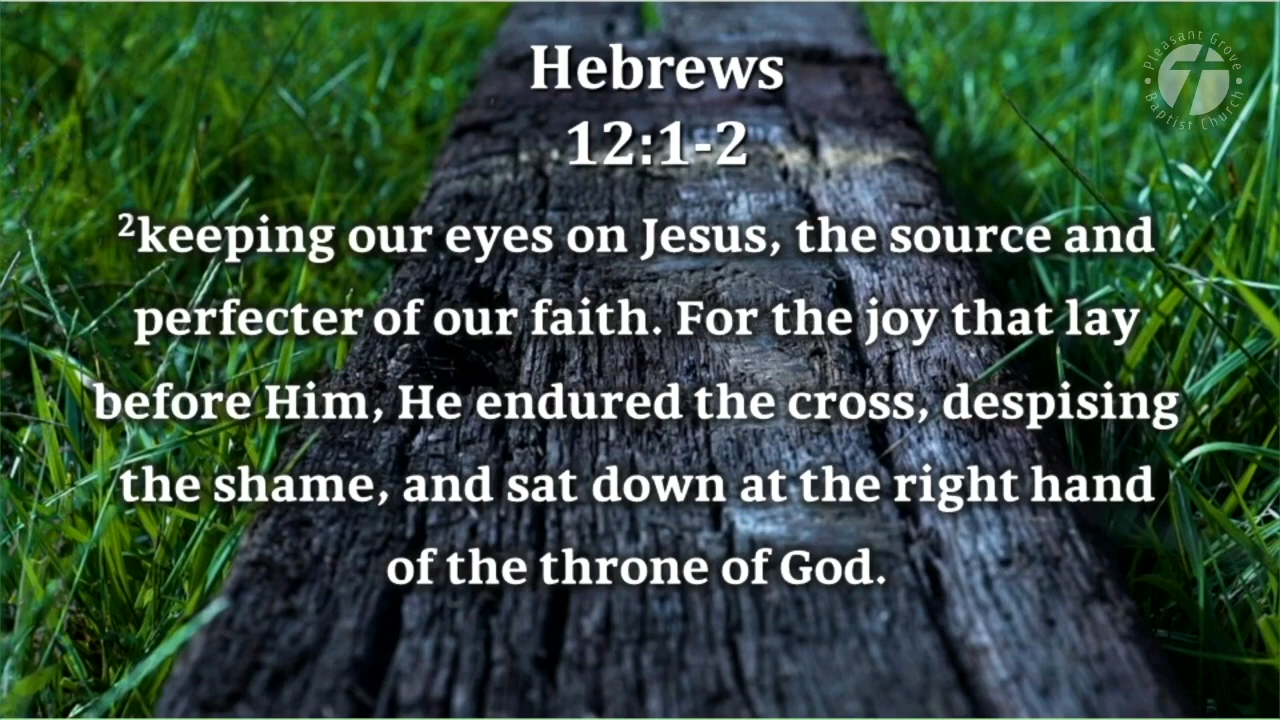 Hebrews
12:1-2
²keeping our eyes on Jesus, the source and
perfecter of our faith. For the joy that lay
before Him, He endured the cross, despising
the shame, and sat down at the right hand
of the throne of God.
Pleasant Grove
Baptist Church